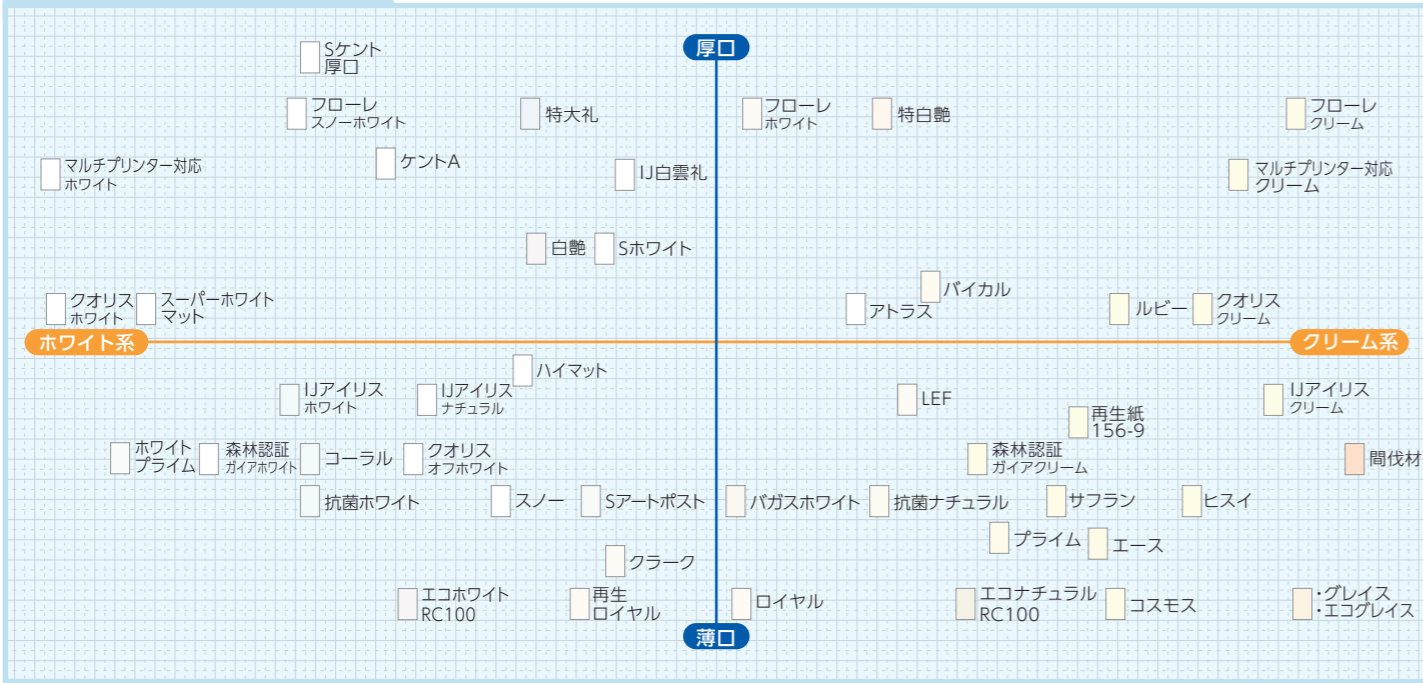 Sケント
厚口
厚口
フローレ
スノーホワイト
特大礼
フローレ
ホワイト
特白艶
フローレ
クリーム
マルチプリンター対応
ホワイト
ケントA
IJ白雲礼
マルチプリンター対応
クリーム
白艶
Sホワイト
バイカル
クオリス
ホワイト
スーパーホワイト
マット
アトラス
ルビー
クオリス
クリーム
ホワイト系
クリーム系
ハイマット
IJアイリス
ホワイト
IJアイリス
ナチュラル
LEF
IJアイリス
クリーム
再生紙
156-9
ホワイト
プライム
森林認証
ガイアホワイト
コーラル
クオリス
オフホワイト
森林認証
ガイアクリーム
間伐材
抗菌ホワイト
スノー
Sアートポスト
バガスホワイト
抗菌ナチュラル
サフラン
ヒスイ
プライム
エース
クラーク
エコホワイト
RC100
再生
ロイヤル
ロイヤル
エコナチュラル
RC100
コスモス
・グレイス
・エコグレイス
薄口